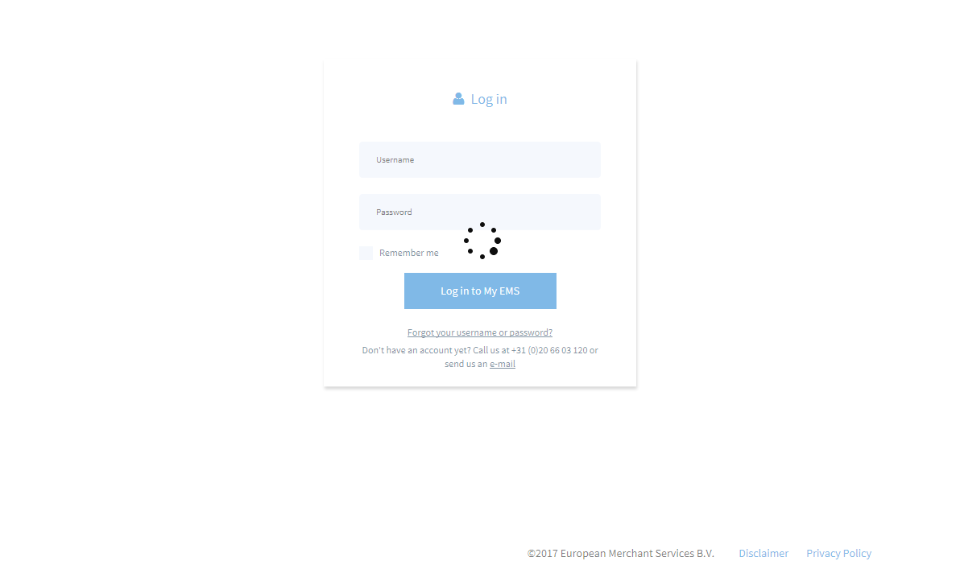 Log in
Username
Password
Remember me
Log in to My EMS
Forgot your username or password?
Don't have an account yet? Call us at +31 (0)20 66 03 120 or
send us an e-mail
©2017 European Merchant Services B.V. Disclaimer Privacy Policy